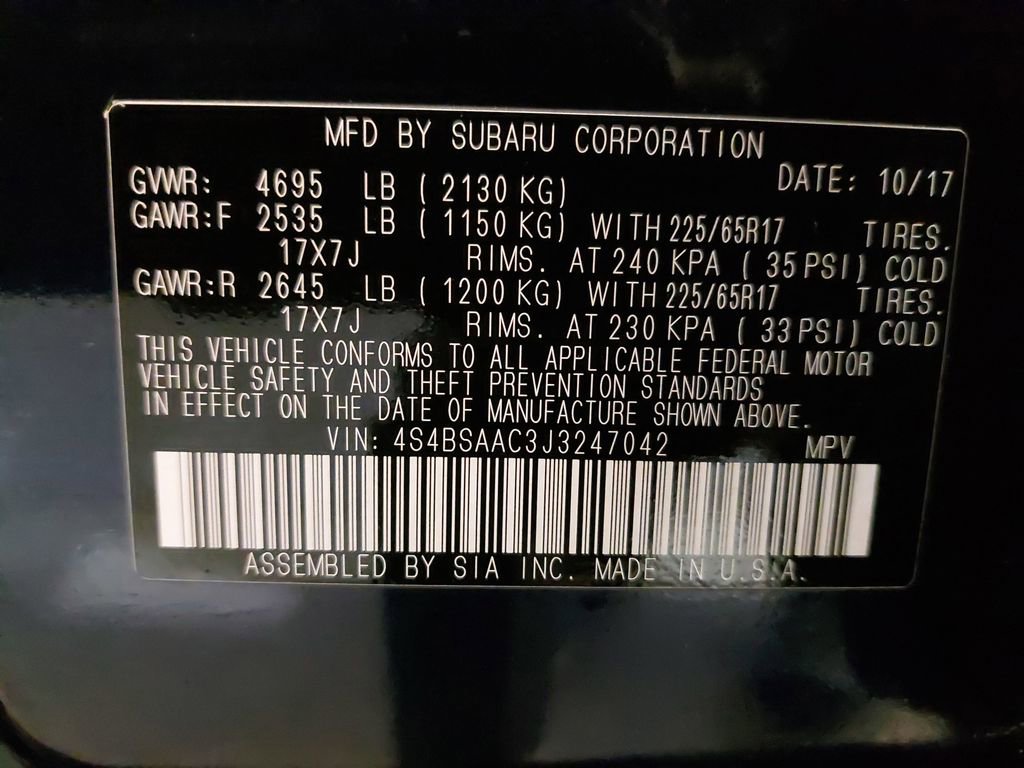 MFD BY SUBARU CORPORATION
DATE: 10/17
GVWR: 4695 LB ( 2130 KG)
GAWR:F 2535 LB ( 1150 KG) WITH 225/65R17 TIRES.
17X7J RIMS. AT 240 KPA ( 35 PSI) COLD
GAWR:R 2645 LB ( 1200 KG) WITH 225/65R17 TIRES.
17X7J RIMS. AT 230 KPA ( 33 PSI) COLD
THIS VEHICLE CONFORMS TO ALL APPLICABLE FEDERAL MOTOR
VEHICLE SAFETY AND THEFT PREVENTION STANDARDS
IN EFFECT ON THE DATE OF MANUFACTURE SHOWN ABOVE.
VIN: 4S4BSAAC3J3247042 MPV
ASSEMBLED BY SIA INC. MADE IN U.S.A.